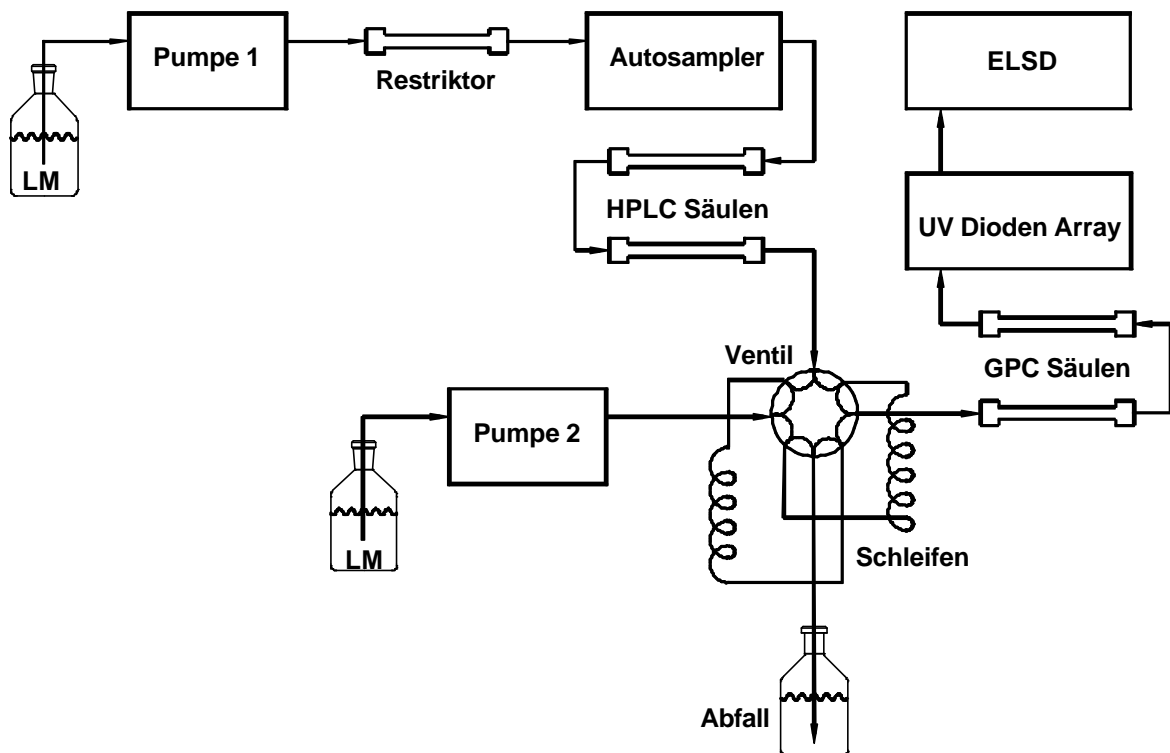 Pumpe 1
Restriktor
Autosampler
ELSD
LM
HPLC Säulen
UV Dioden Array
Ventil
GPC Säulen
Pumpe 2
LM
Schleifen
Abfall